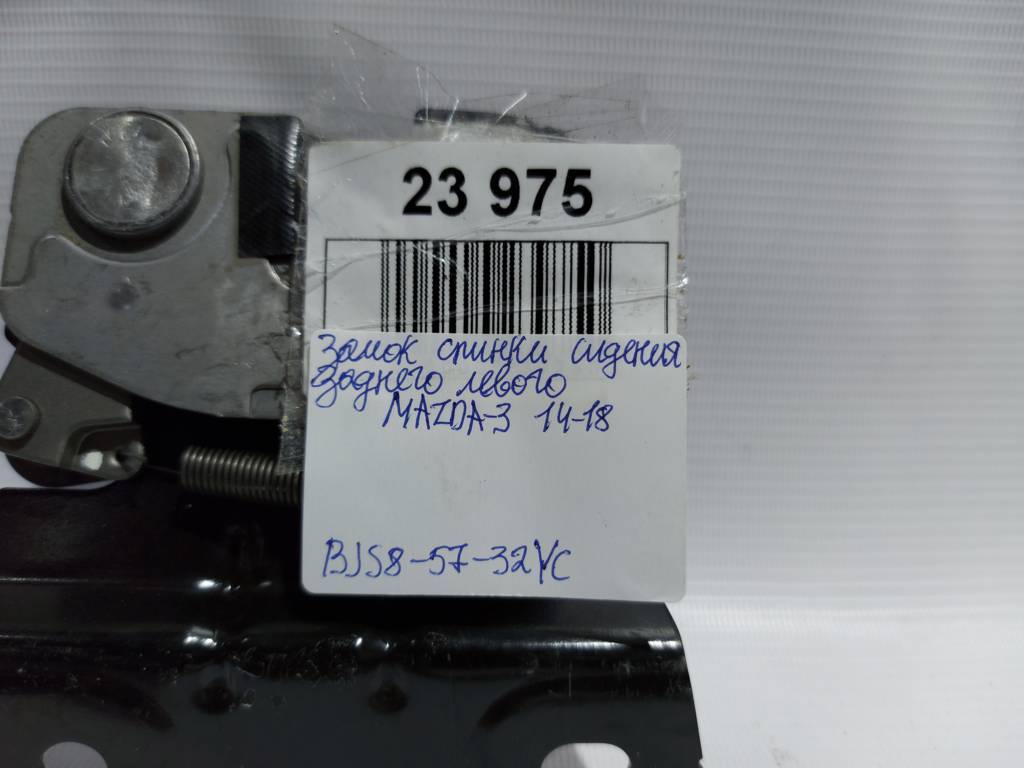 23 975
Замок спинки сидения
заднего левого
MAZDA-3 14-18
BJS8-57-32YC